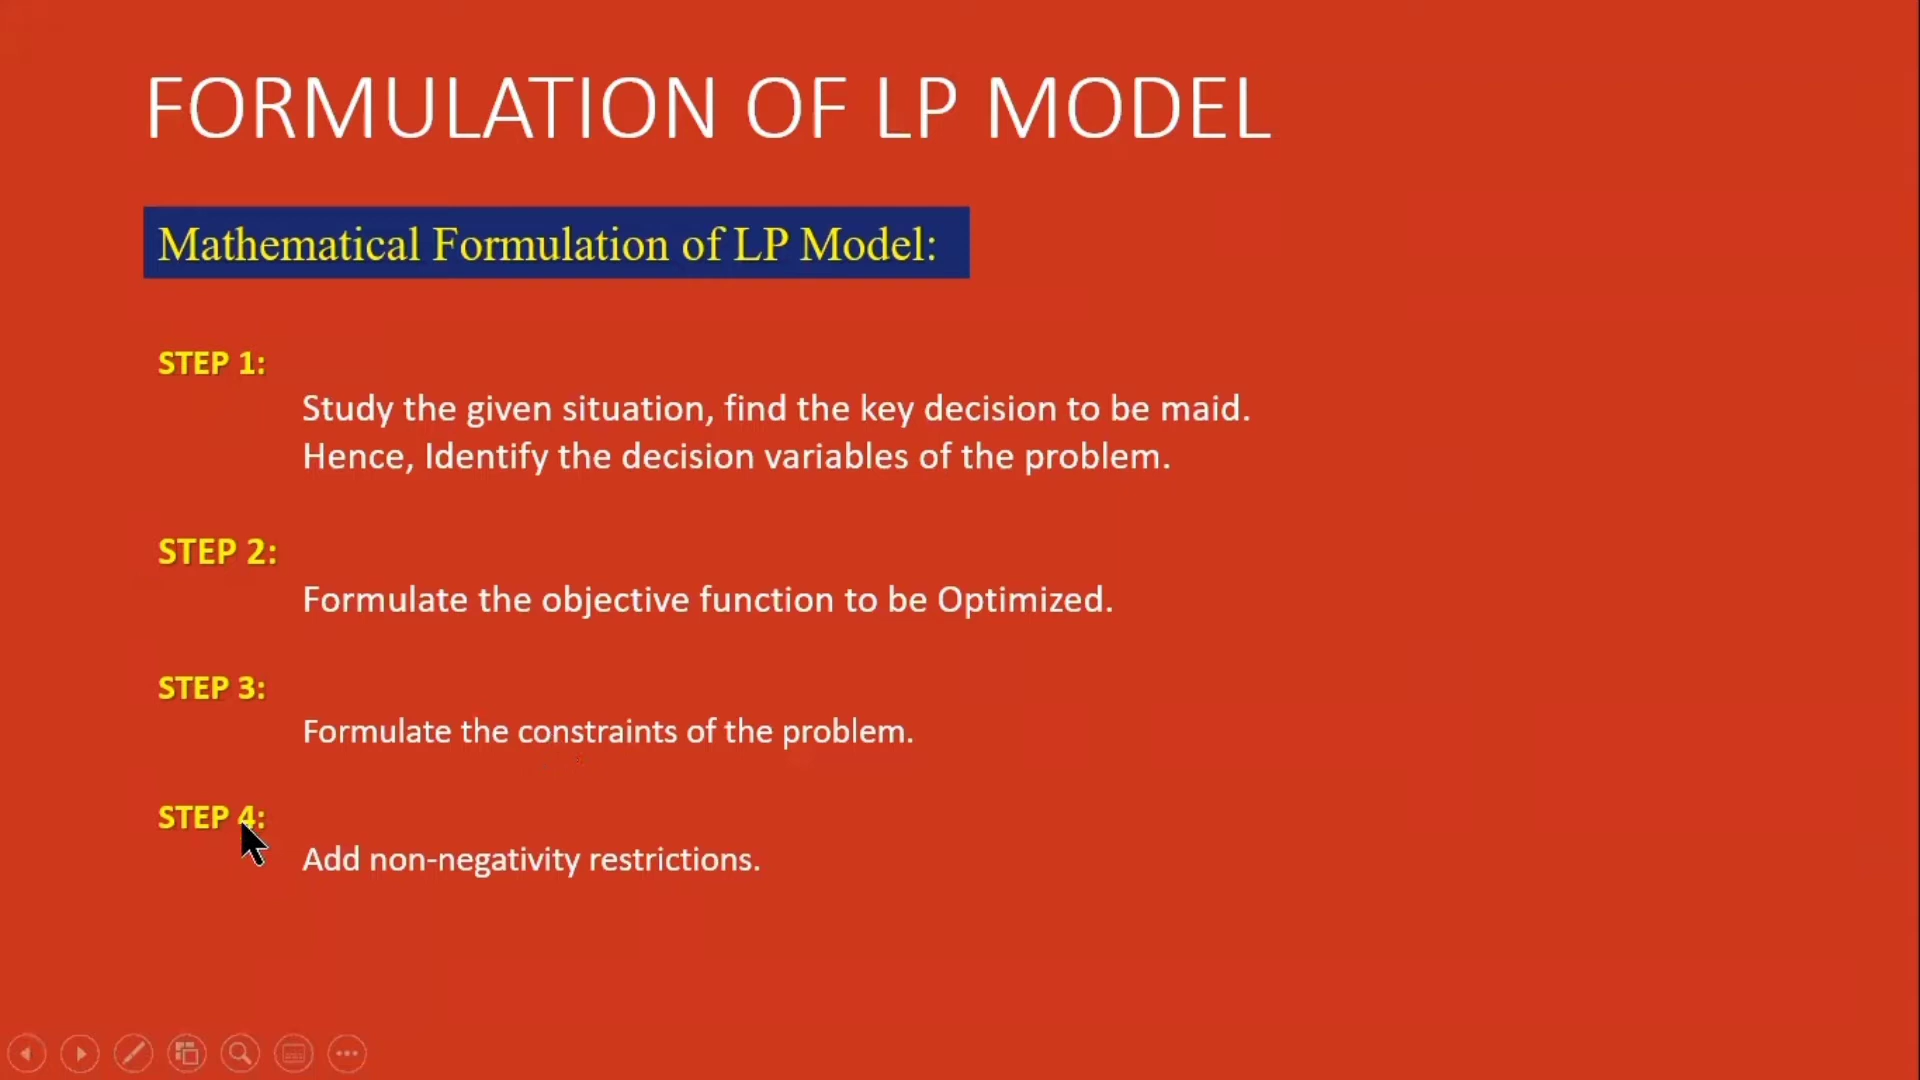 FORMULATION OF LP MODEL
Mathematical Formulation of LP Model:
STEP 1:
Study the given situation, find the key decision to be maid.
Hence, Identify the decision variables of the problem.
STEP 2:
Formulate the objective function to be Optimized.
STEP 3:
Formulate the constraints of the problem.
STEP 4:
Add non-negativity restrictions.